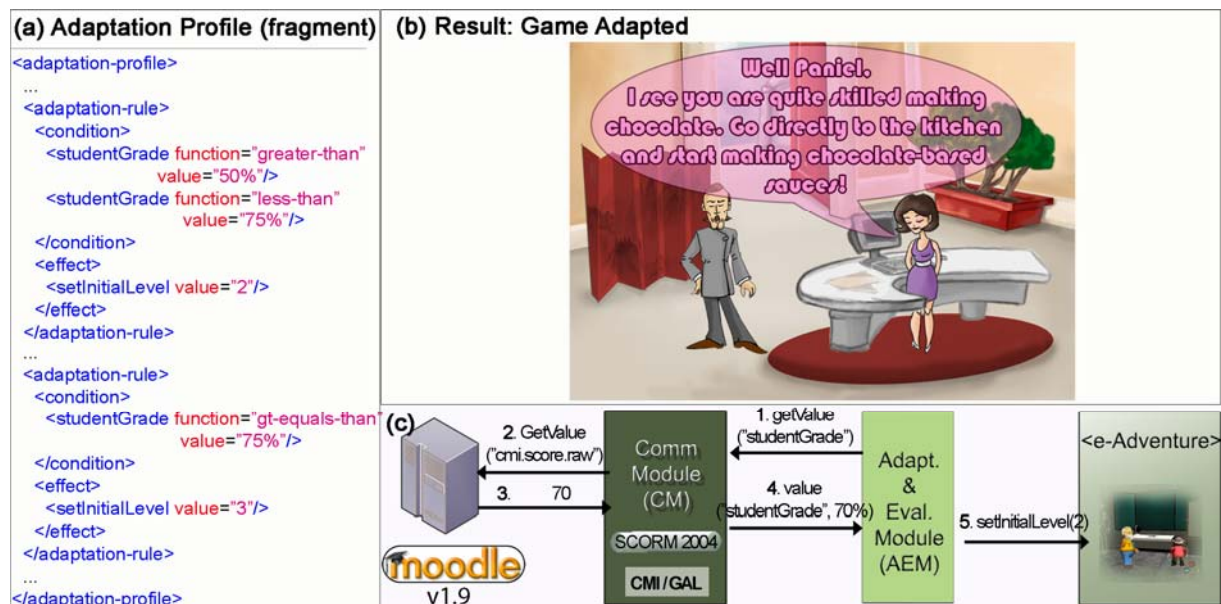 (a) Adaptation Profile (fragment)
<adaptation-profile>
...
<adaptation-rule>
<condition>
<studentGrade function="greater-than"
value="50%"/>
<studentGrade function="less-than"
value="75%"/>
</condition>
<effect>
<setInitialLevel value="2"/>
</effect>
</adaptation-rule>
...
<adaptation-rule>
<condition>
<studentGrade function="gt-equals-than"
value="75%"/>
</condition>
<effect>
<setInitialLevel value="3"/>
</effect>
</adaptation-rule>
...
</adaptation-profile>
(b) Result: Game Adapted
Well Paniel.
I see you are quite skilled making
chocolate. Go directly to the kitchen
and start making chocolate-based
sauces!
(c)
moodle
v1.9
2. GetValue
("cmi.score.raw")
3. 70
Comm
Module
(CM)
SCORM 2004
CMI/GAL
1. getValue
("studentGrade")
4. value
("studentGrade", 70%)
Adapt.
&
Eval.
Module
(AEM)
5. setInitialLevel(2)
<e-Adventure>